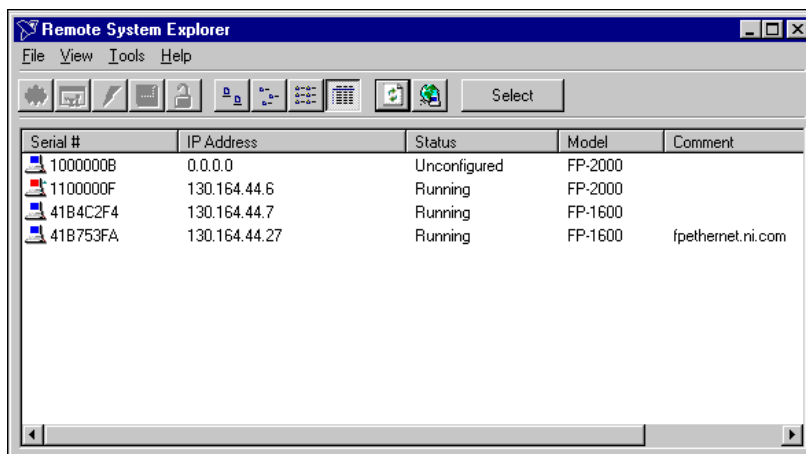 Remote System Explorer
File View Tools Help
Select
Serial # IP Address Status Model Comment
1000000B 0.0.0.0 Unconfigured FP-2000
1100000F 130.164.44.6 Running FP-2000
41B4C2F4 130.164.44.7 Running FP-1600
41B753FA 130.164.44.27 Running FP-1600 fpethernet.ni.com